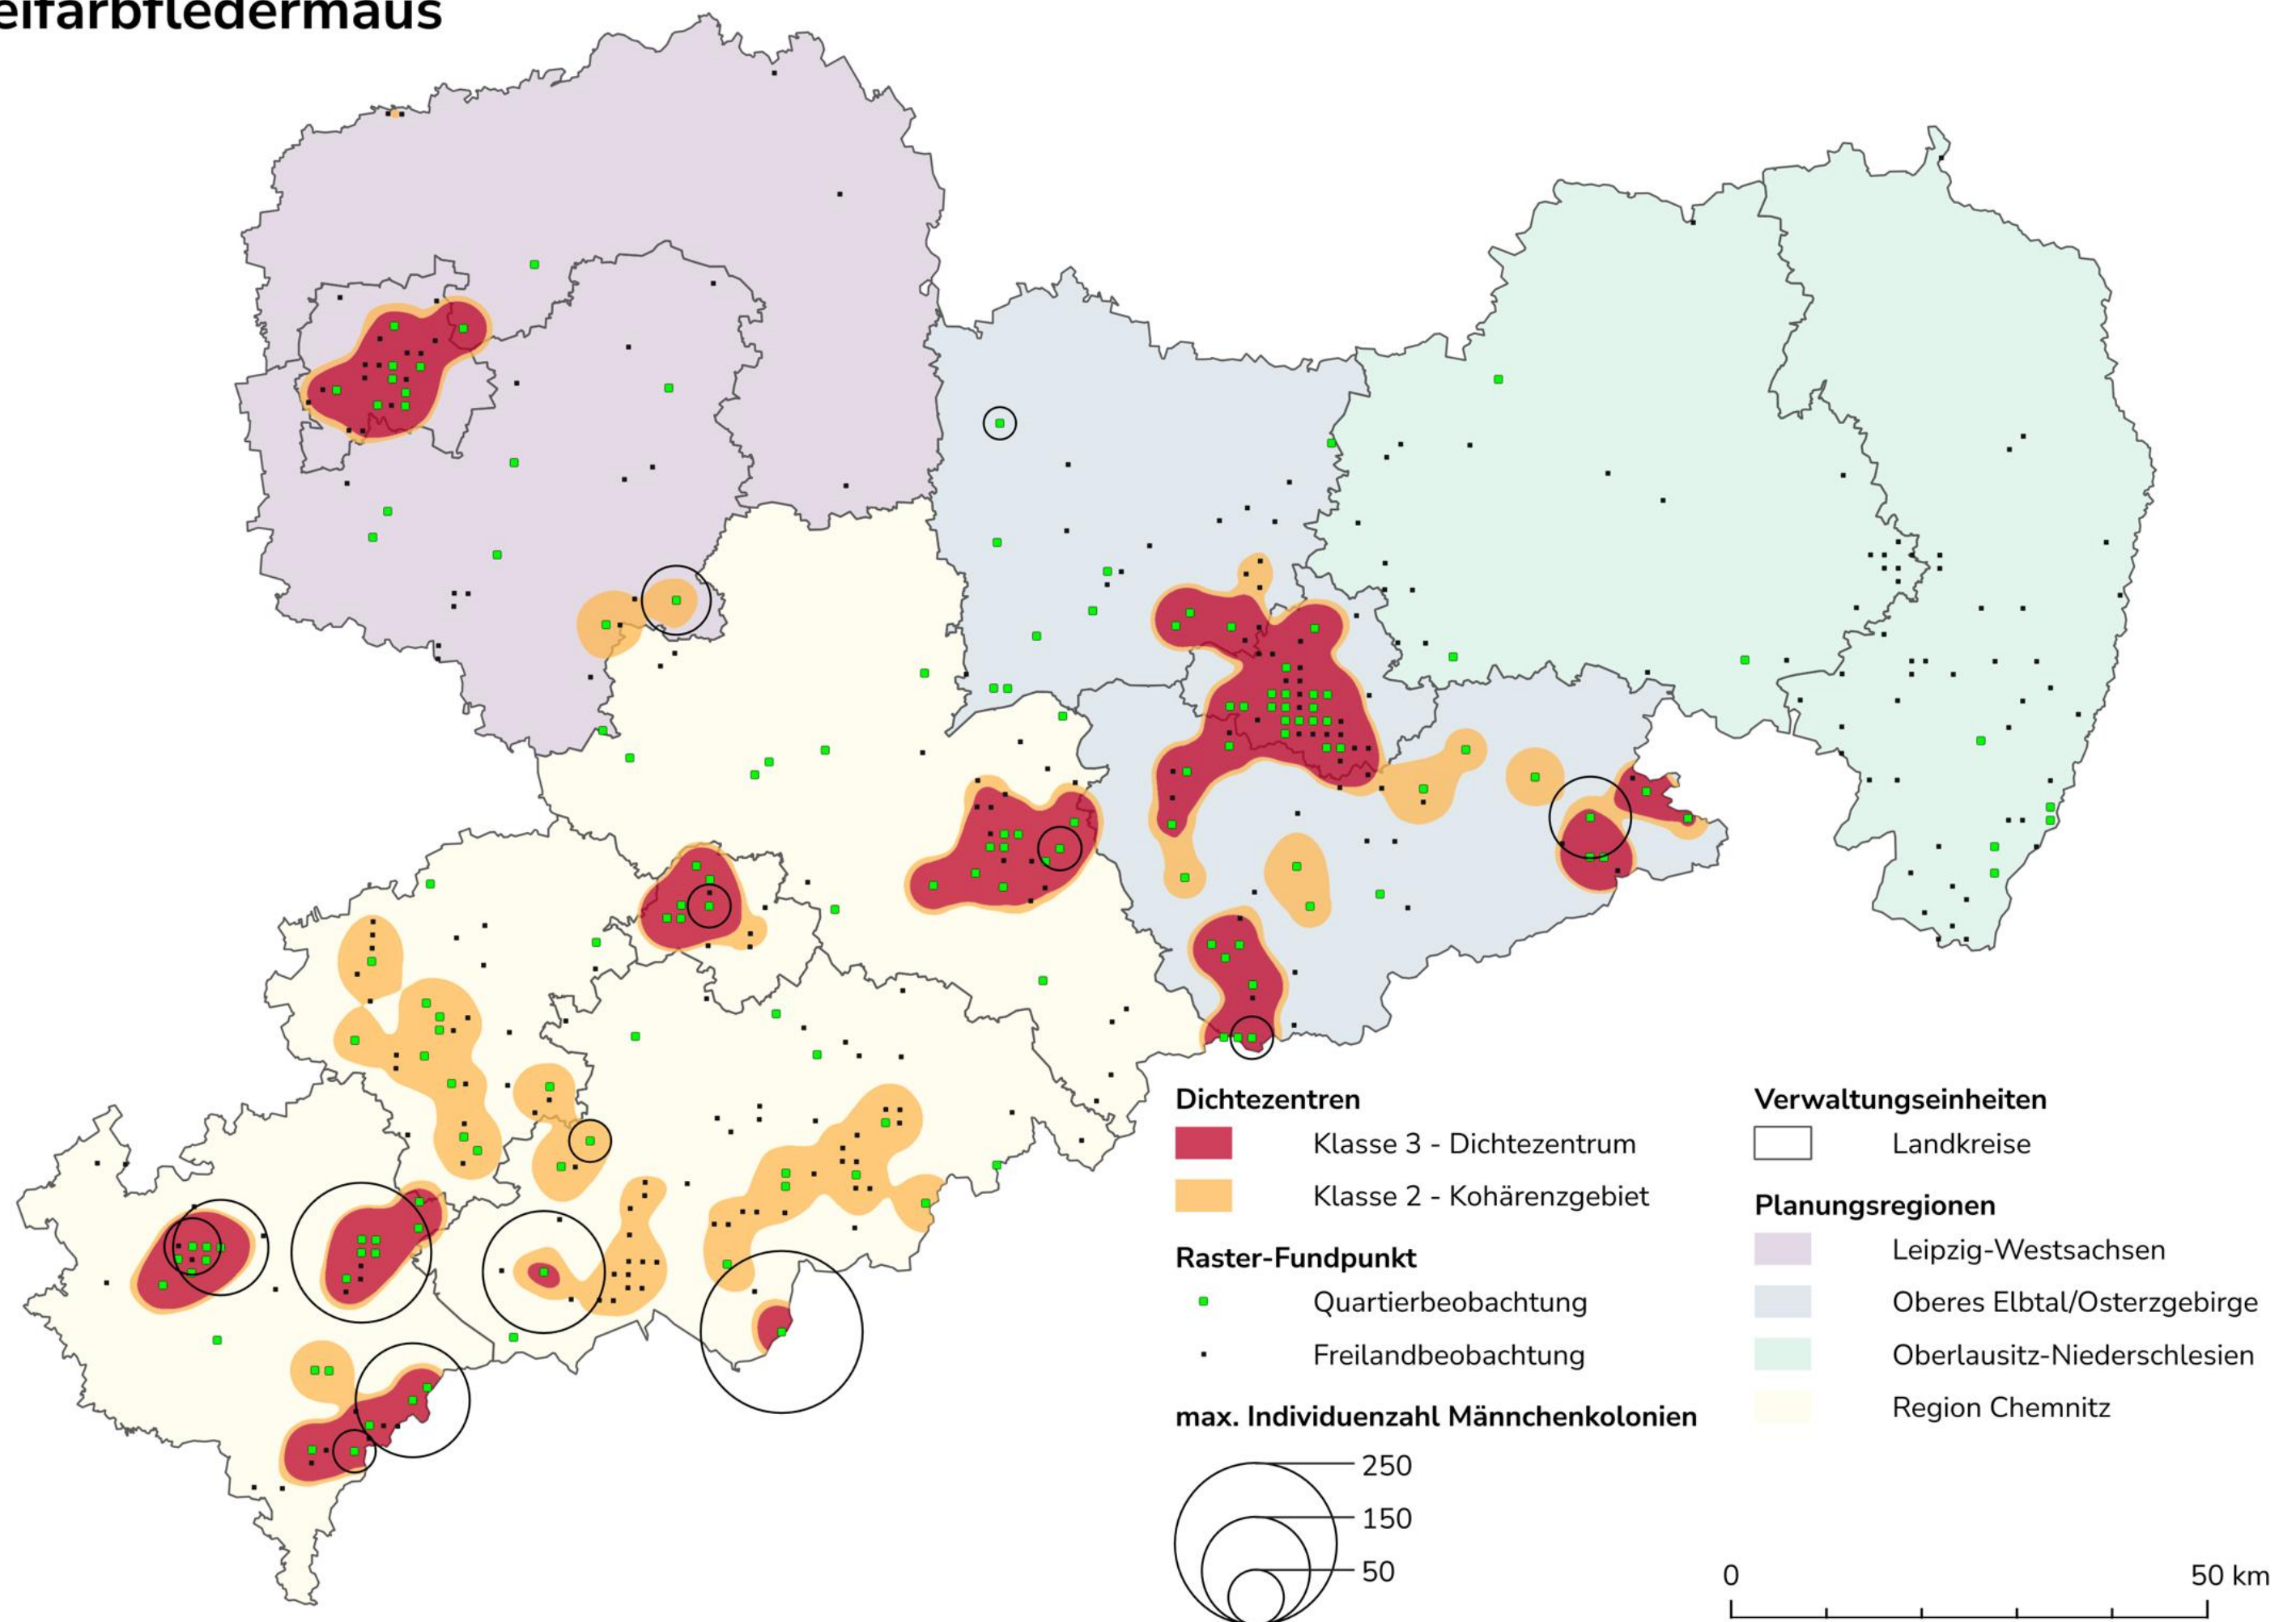 eifarbfledermaus
Dichtezentren
Klasse 3 - Dichtezentrum
Klasse 2 - Kohärenzgebiet
Raster-Fundpunkt
Quartierbeobachtung
Freilandbeobachtung
max. Individuenzahl Männchenkolonien
250
150
50
Verwaltungseinheiten
Landkreise
Planungsregionen
Leipzig-Westsachsen
Oberes Elbtal/Osterzgebirge
Oberlausitz-Niederschlesien
Region Chemnitz
0 50 km